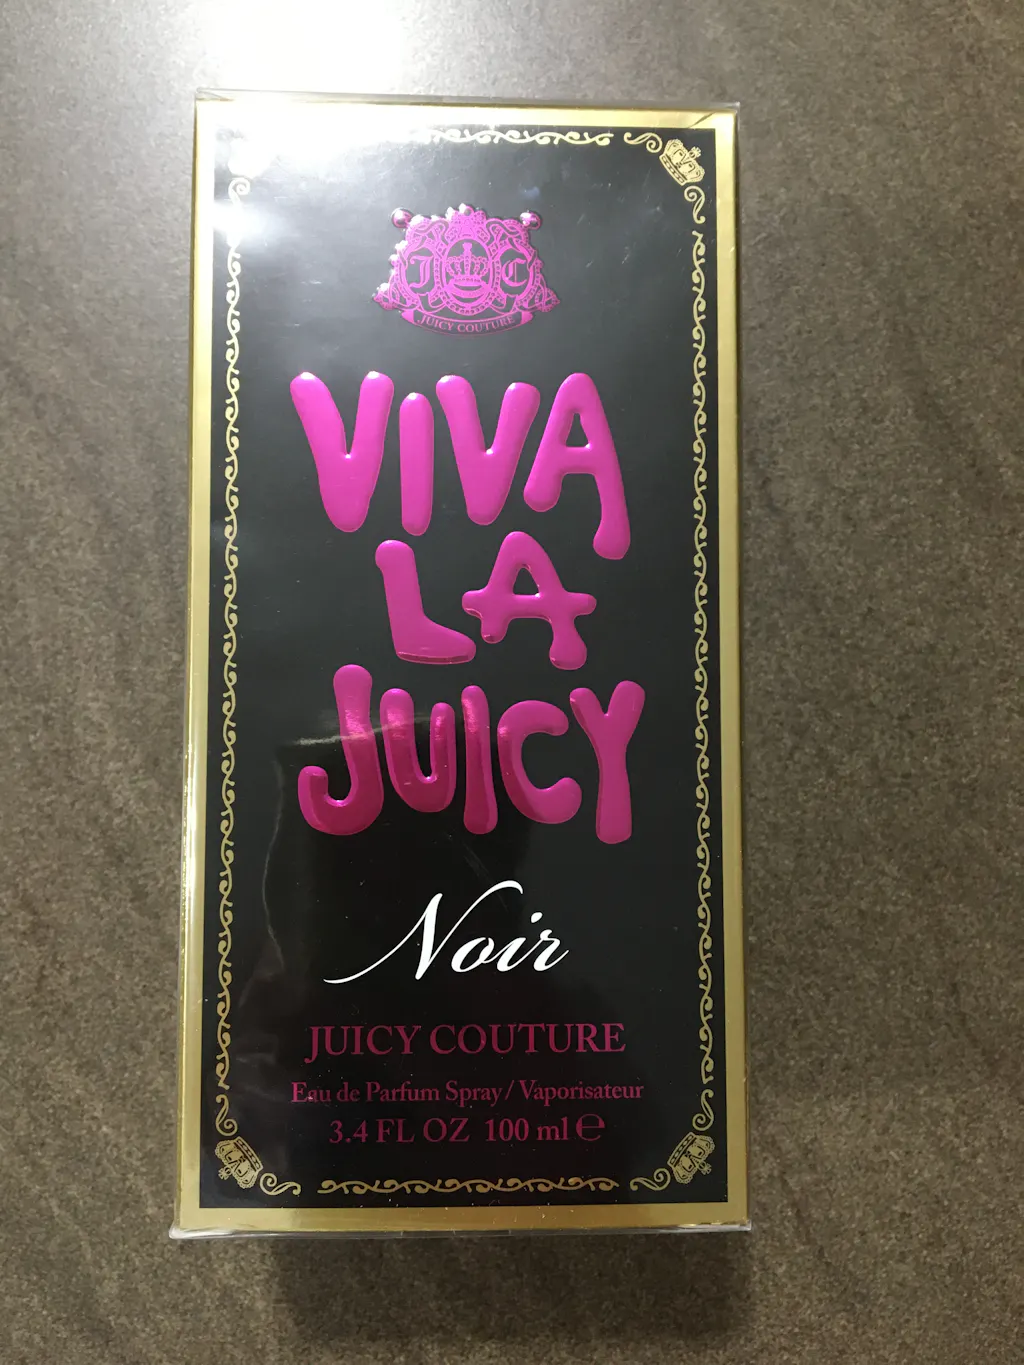 J C
JUICY COUTURE
VIVA
LA
JUICY
Noir
JUICY COUTURE
Eau de Parfum Spray / Vaporisateur
3.4 FL OZ 100 ml ℮